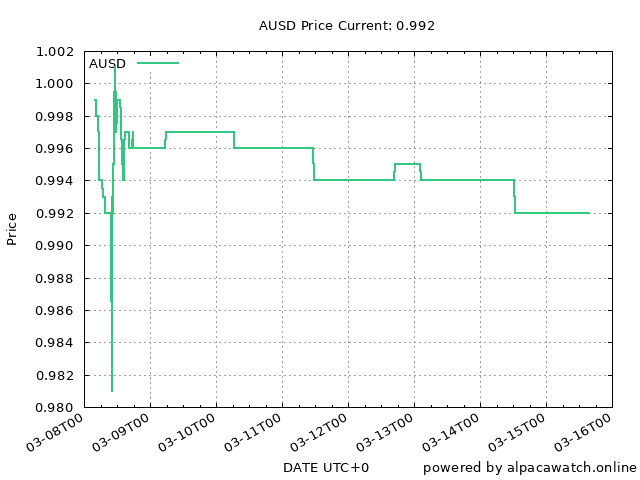 AUSD Price Current: 0.992
AUSD
1.002
1.000
0.998
0.996
0.994
0.992
0.990
0.988
0.986
0.984
0.982
0.980
Price
03-08T00
03-09T00
03-10T00
03-11T00
03-12T00
03-13T00
03-14T00
03-15T00
03-16T00
DATE UTC+0
powered by alpacawatch.online